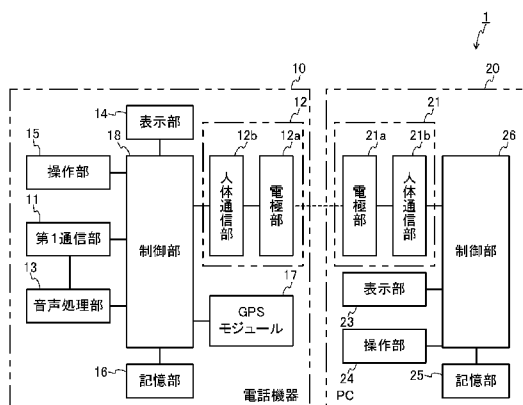 1
10
20
14
表示部
12
21
15
18
12b
12a
21a
21b
26
操作部
人体通信部
電極部
電極部
人体通信部
11
第1通信部
制御部
制御部
13
17
音声処理部
GPS
モジュール
表示部
23
操作部
16
記憶部
24
25
記憶部
電話機器
PC